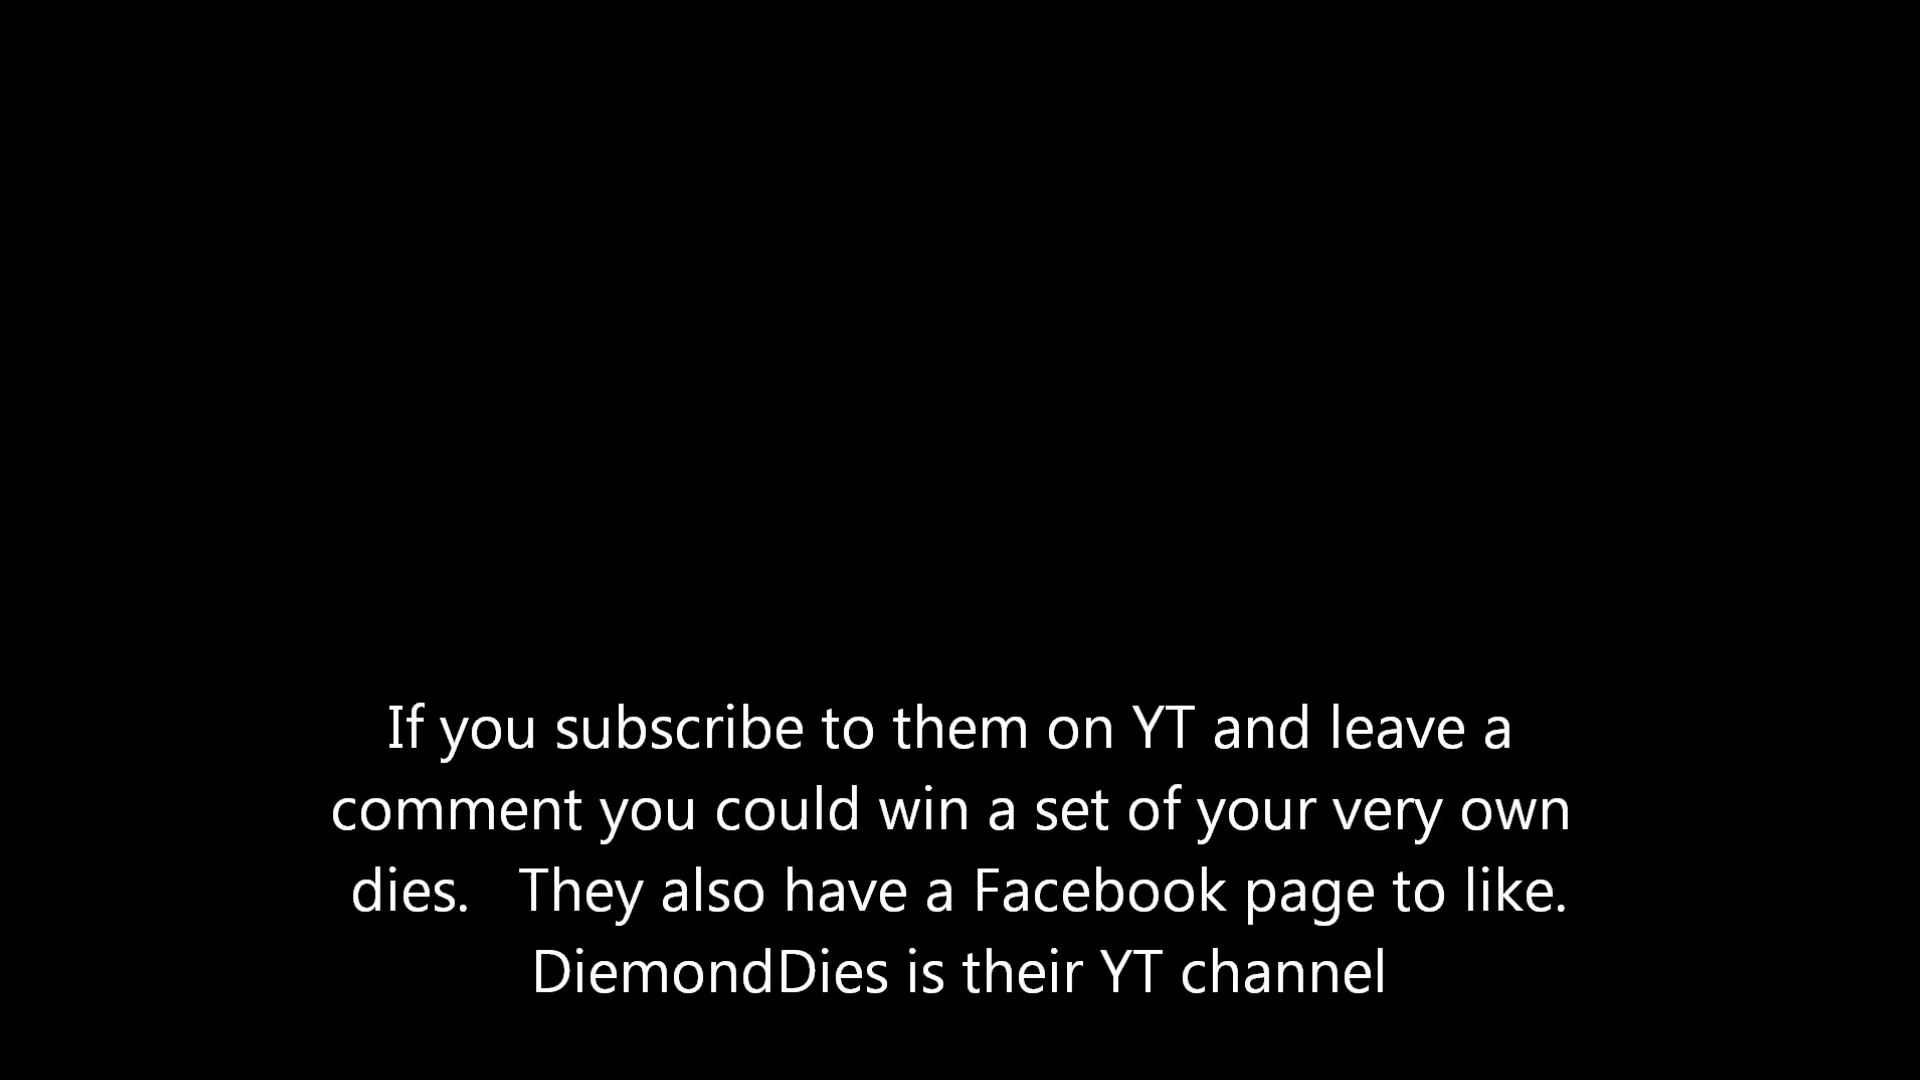 If you subscribe to them on YT and leave a
comment you could win a set of your very own
dies.   They also have a Facebook page to like.
DiemondDies is their YT channel